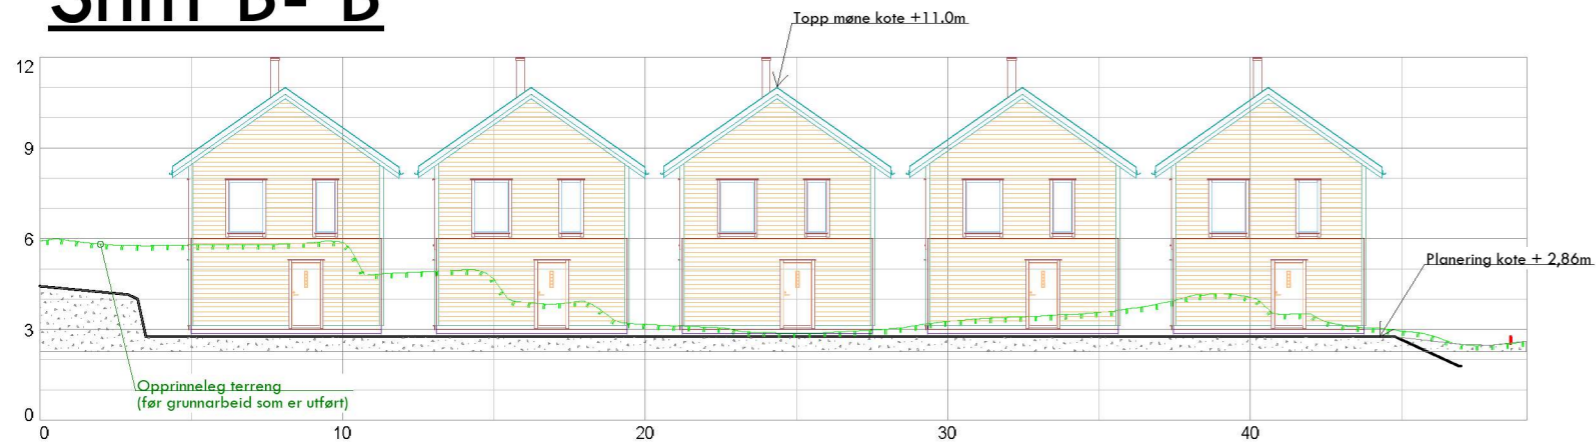 Snitt B- B
Topp møne kote +11.0m
12
9
6
3
0
Planering kote + 2,86m
Opprinneleg terreng
(før grunnarbeid som er utført)
0 10 20 30 40